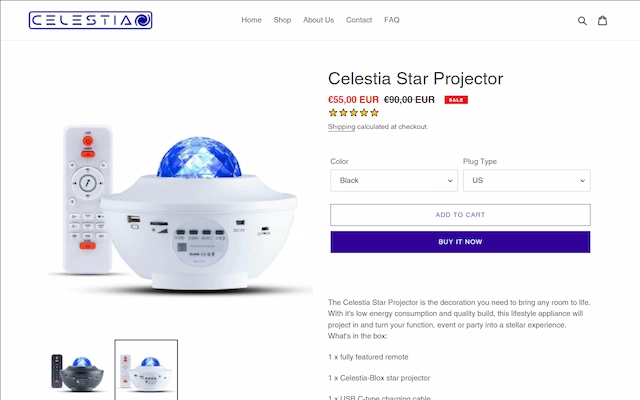 CELESTIA
Home Shop About Us Contact FAQ
Celestia Star Projector
€55,00 EUR €90,00 EUR SALE
Shipping calculated at checkout.
Color Plug Type
Black US
ADD TO CART
BUY IT NOW
The Celestia Star Projector is the decoration you need to bring any room to life.
With it's low energy consumption and quality build, this lifestyle appliance will
project in and turn your function, event or party into a stellar experience.
What's in the box:
1 x fully featured remote
1 x Celestia-Blox star projector
1 x USB C-type charging cable